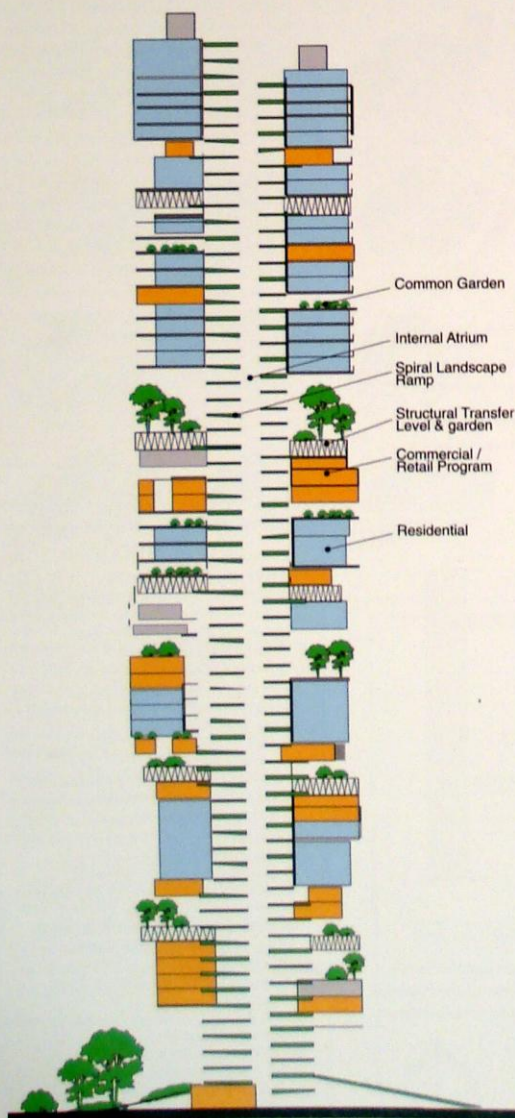 Common Garden
Internal Atrium
Spiral Landscape
Ramp
Structural Transfer
Level & garden
Commercial /
Retail Program
Residential